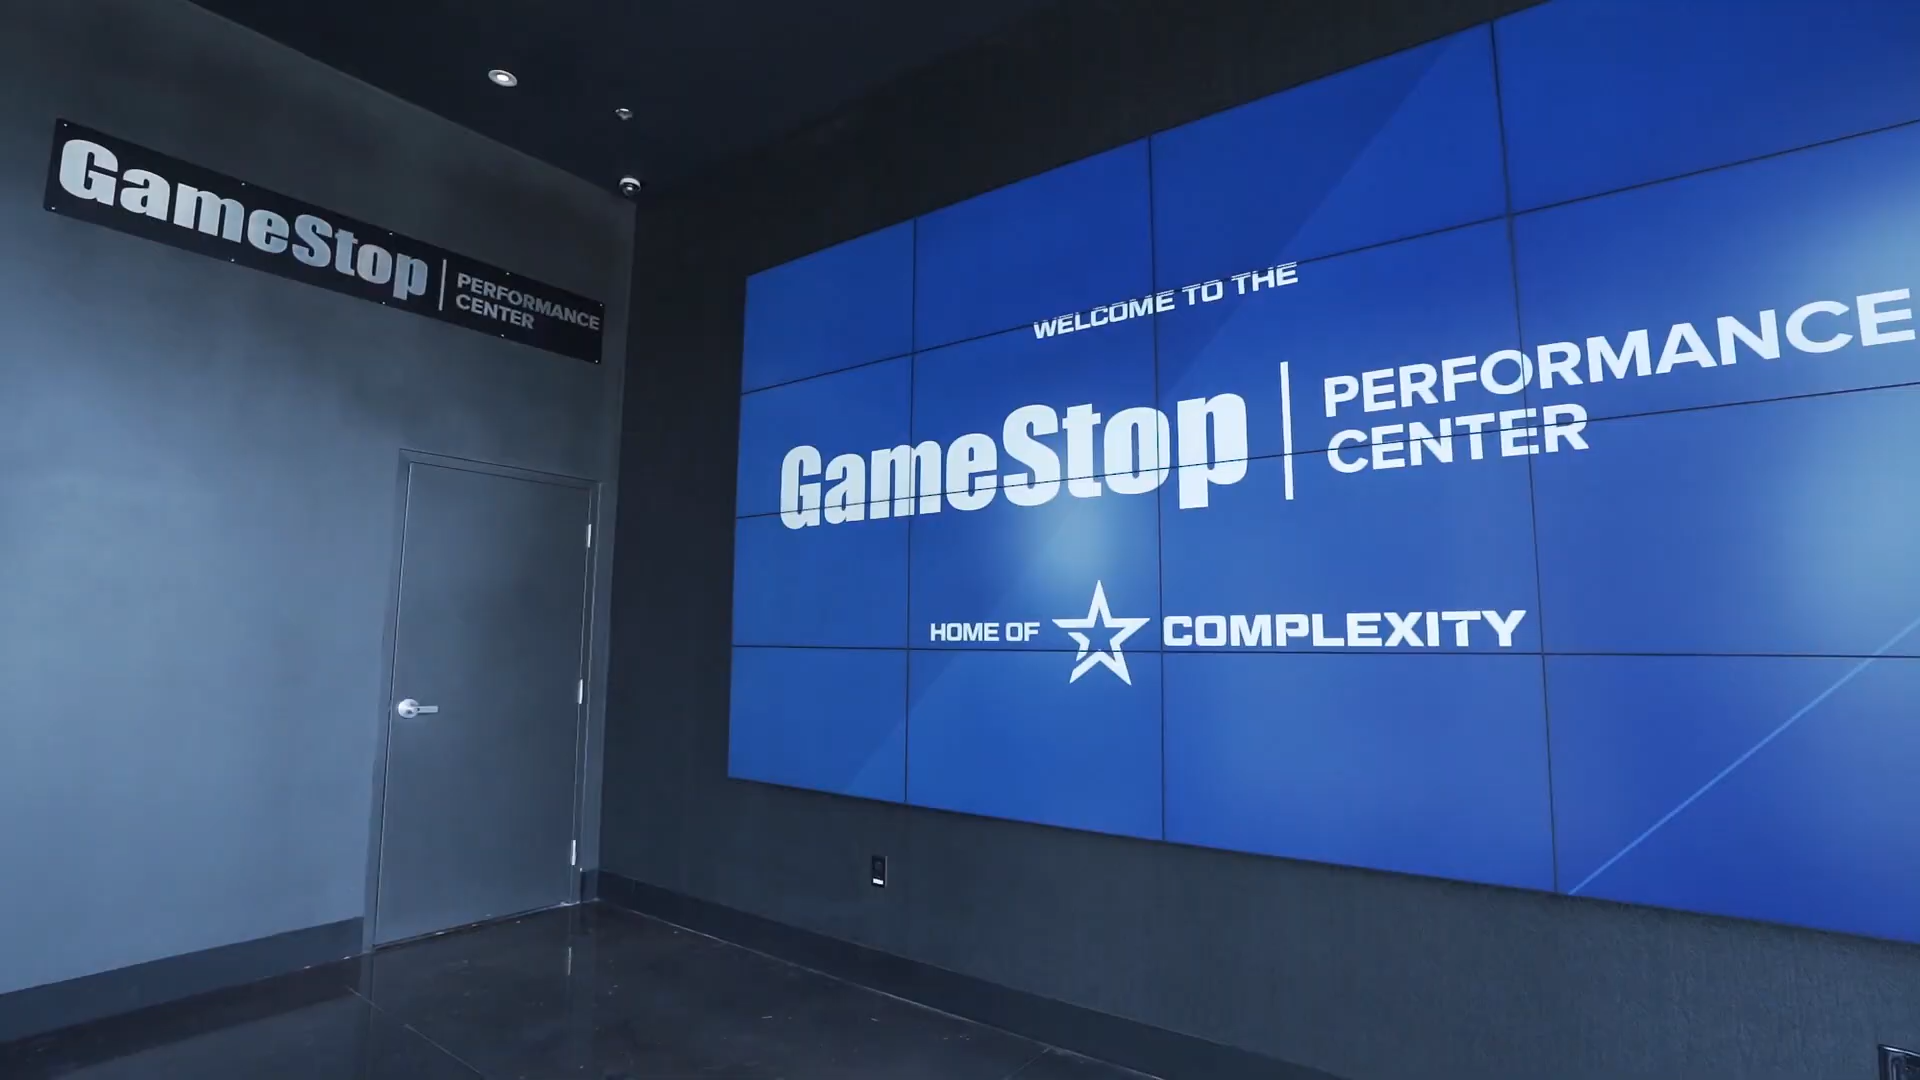 GameStop
PERFORMANCE
CENTER
WELCOME TO THE
GameStop
PERFORMANCE
CENTER
HOME OF COMPLEXITY